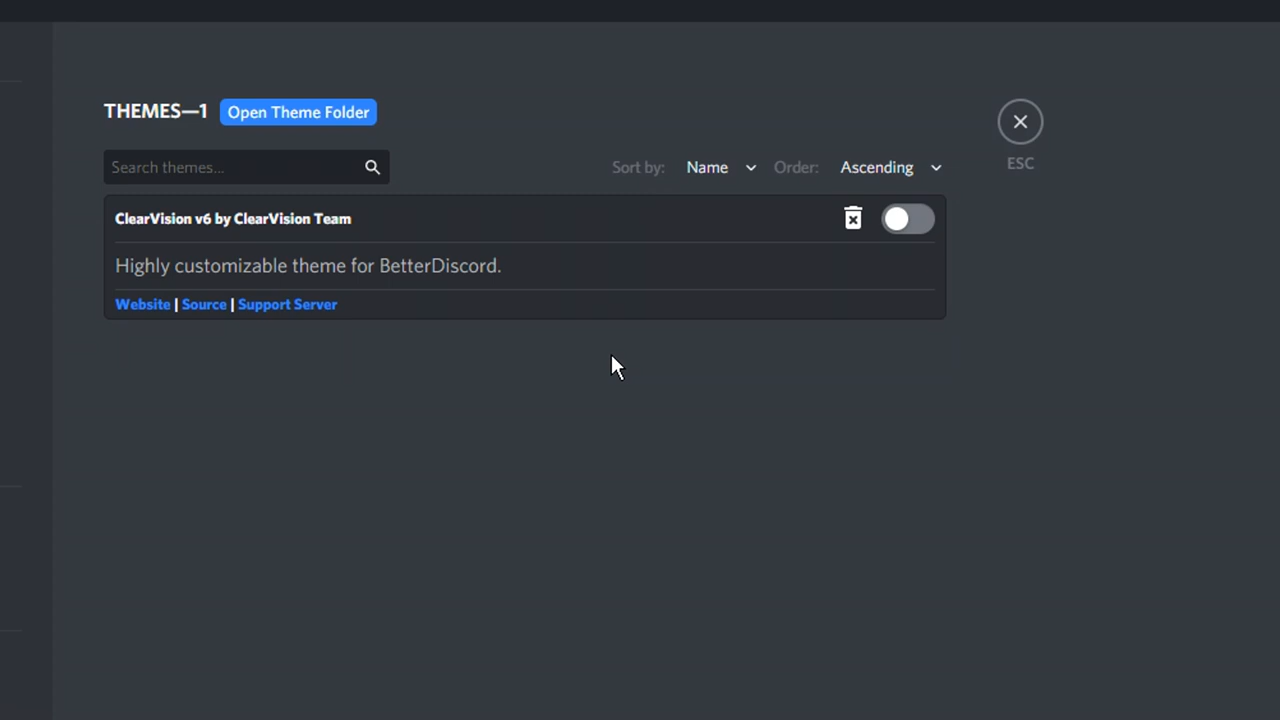 THEMES—1 Open Theme Folder
ESC
Search themes... Sort by: Name Order: Ascending
ClearVision v6 by ClearVision Team
Highly customizable theme for BetterDiscord.
Website | Source | Support Server